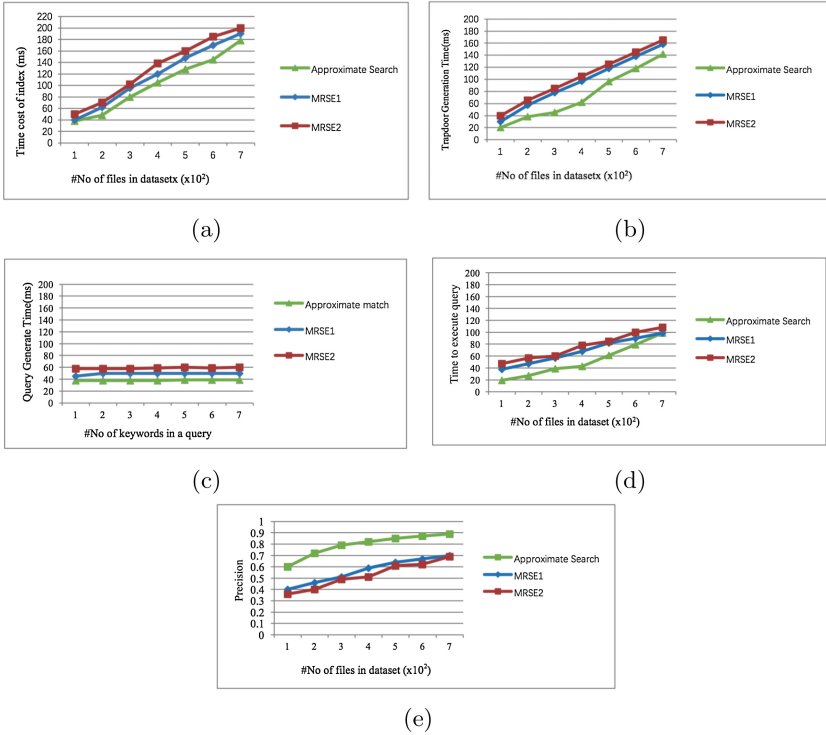 220
200
180
160
140
120
100
80
60
40
20
0
Time cost of index (ms)
1 2 3 4 5 6 7
#No of files in datasetx (x10²)
Approximate Search
MRSE1
MRSE2
(a)
200
180
160
140
120
100
80
60
40
20
0
Trapdoor Generation Time(ms)
1 2 3 4 5 6 7
#No of files in datasetx (x10²)
Approximate Search
MRSE1
MRSE2
(b)
200
180
160
140
120
100
80
60
40
20
0
Query Generate Time(ms)
1 2 3 4 5 6 7
#No of keywords in a query
Approximate match
MRSE1
MRSE2
(c)
200
180
160
140
120
100
80
60
40
20
0
Time to execute query
1 2 3 4 5 6 7
#No of files in dataset (x10²)
Approximate Search
MRSE1
MRSE2
(d)
1
0.9
0.8
0.7
0.6
0.5
0.4
0.3
0.2
0.1
0
Precision
1 2 3 4 5 6 7
#No of files in dataset (x10²)
Approximate Search
MRSE1
MRSE2
(e)